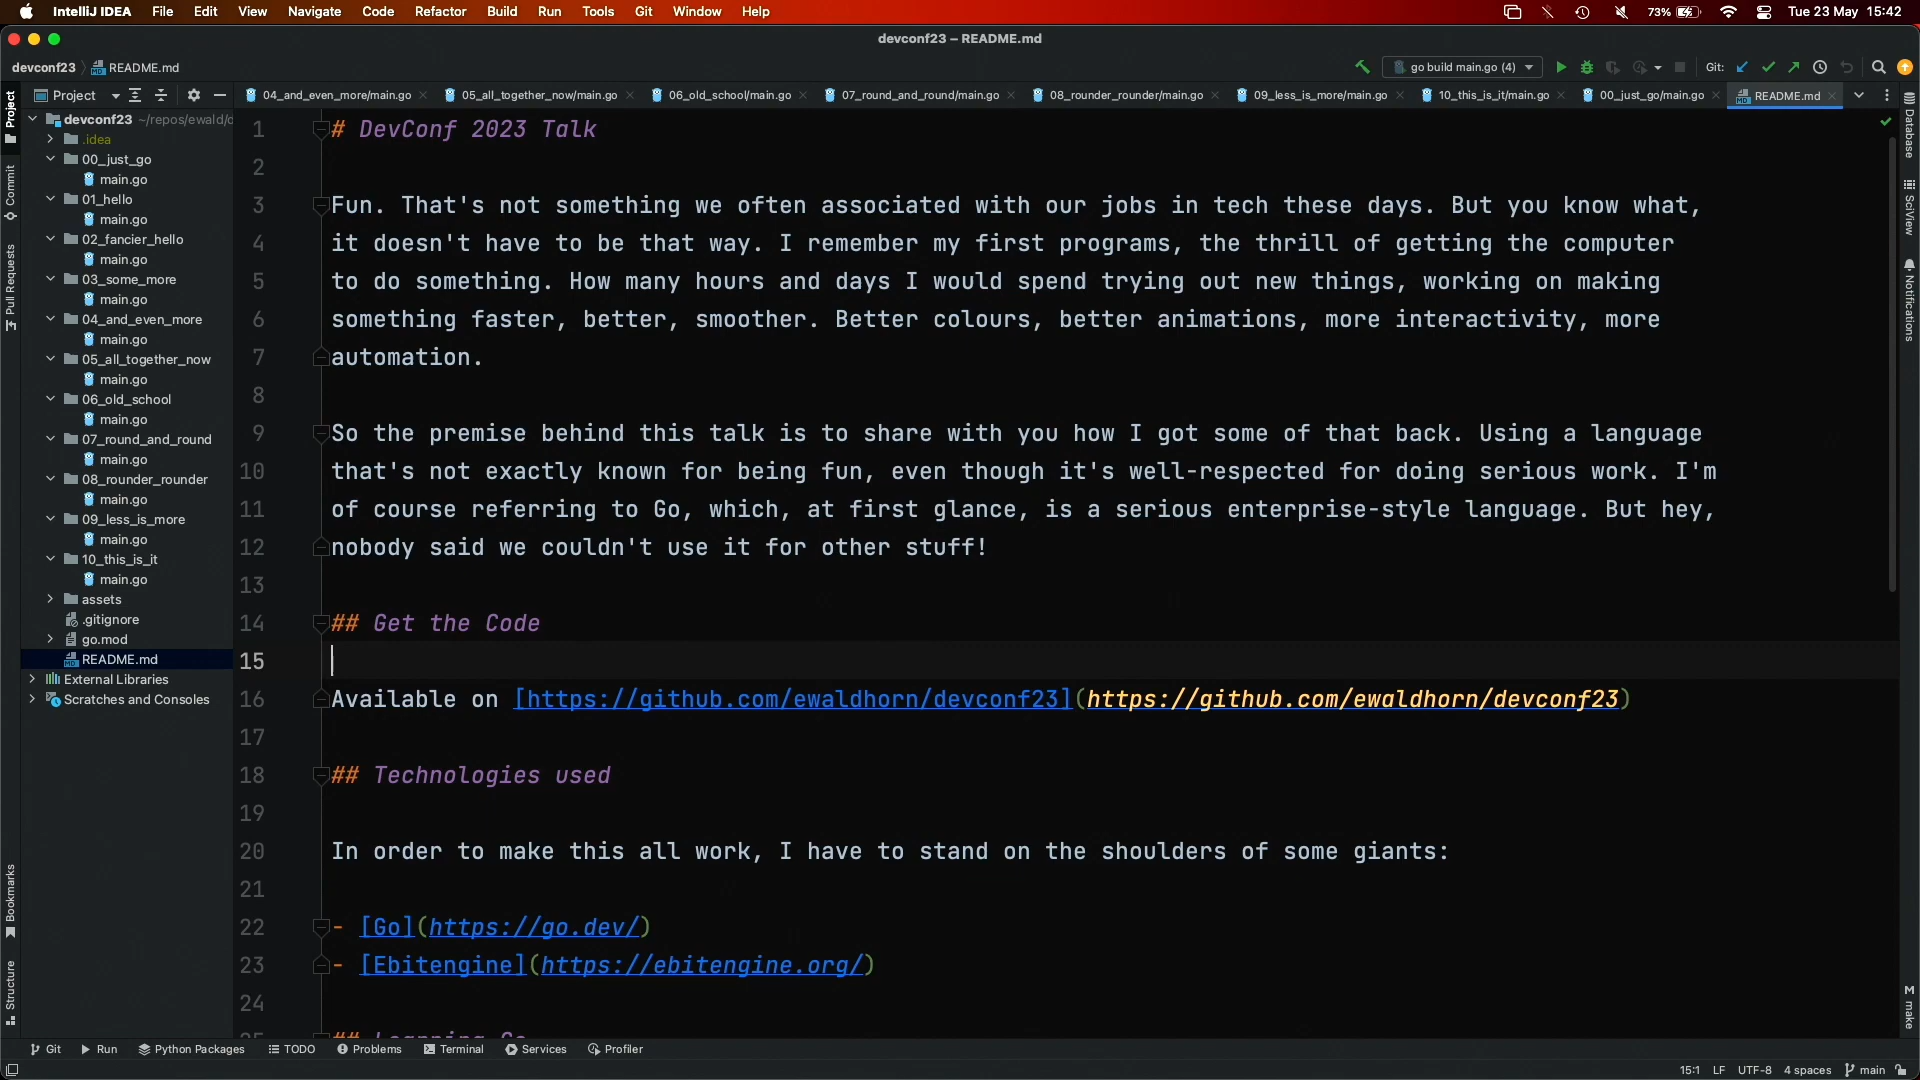 IntelliJ IDEA File Edit View Navigate Code Refactor Build Run Tools Git Window Help 73% Tue 23 May 15:42
devconf23 – README.md
devconf23 README.md go build main.go (4) Git:
Project 04_and_even_more/main.go 05_all_together_now/main.go 06_old_school/main.go 07_round_and_round/main.go 08_rounder_rounder/main.go 09_less_is_more/main.go 10_this_is_it/main.go 00_just_go/main.go README.md
Project
Commit
Pull Requests
Bookmarks
Structure
devconf23 ~/repos/ewald/d
.idea
00_just_go
main.go
01_hello
main.go
02_fancier_hello
main.go
03_some_more
main.go
04_and_even_more
main.go
05_all_together_now
main.go
06_old_school
main.go
07_round_and_round
main.go
08_rounder_rounder
main.go
09_less_is_more
main.go
10_this_is_it
main.go
assets
.gitignore
go.mod
README.md
External Libraries
Scratches and Consoles
1 # DevConf 2023 Talk
2
3 Fun. That's not something we often associated with our jobs in tech these days. But you know what,
4 it doesn't have to be that way. I remember my first programs, the thrill of getting the computer
5 to do something. How many hours and days I would spend trying out new things, working on making
6 something faster, better, smoother. Better colours, better animations, more interactivity, more
7 automation.
8
9 So the premise behind this talk is to share with you how I got some of that back. Using a language
10 that's not exactly known for being fun, even though it's well-respected for doing serious work. I'm
11 of course referring to Go, which, at first glance, is a serious enterprise-style language. But hey,
12 nobody said we couldn't use it for other stuff!
13
14 ## Get the Code
15
16 Available on [https://github.com/ewaldhorn/devconf23](https://github.com/ewaldhorn/devconf23)
17
18 ## Technologies used
19
20 In order to make this all work, I have to stand on the shoulders of some giants:
21
22 - [Go](https://go.dev/)
23 - [Ebitengine](https://ebitengine.org/)
24
25 ## Learning Go
Database
SciView
Notifications
M make
Git Run Python Packages TODO Problems Terminal Services Profiler
15:1 LF UTF-8 4 spaces main